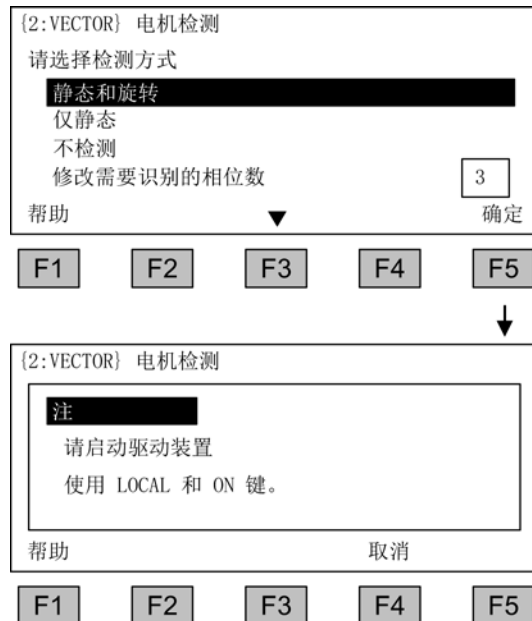 {2:VECTOR} 电机检测
请选择检测方式
静态和旋转
仅静态
不检测
修改需要识别的相位数 3
帮助 ▼ 确定
F1 F2 F3 F4 F5
{2:VECTOR} 电机检测
注
请启动驱动装置
使用 LOCAL 和 ON 键。
帮助 取消
F1 F2 F3 F4 F5